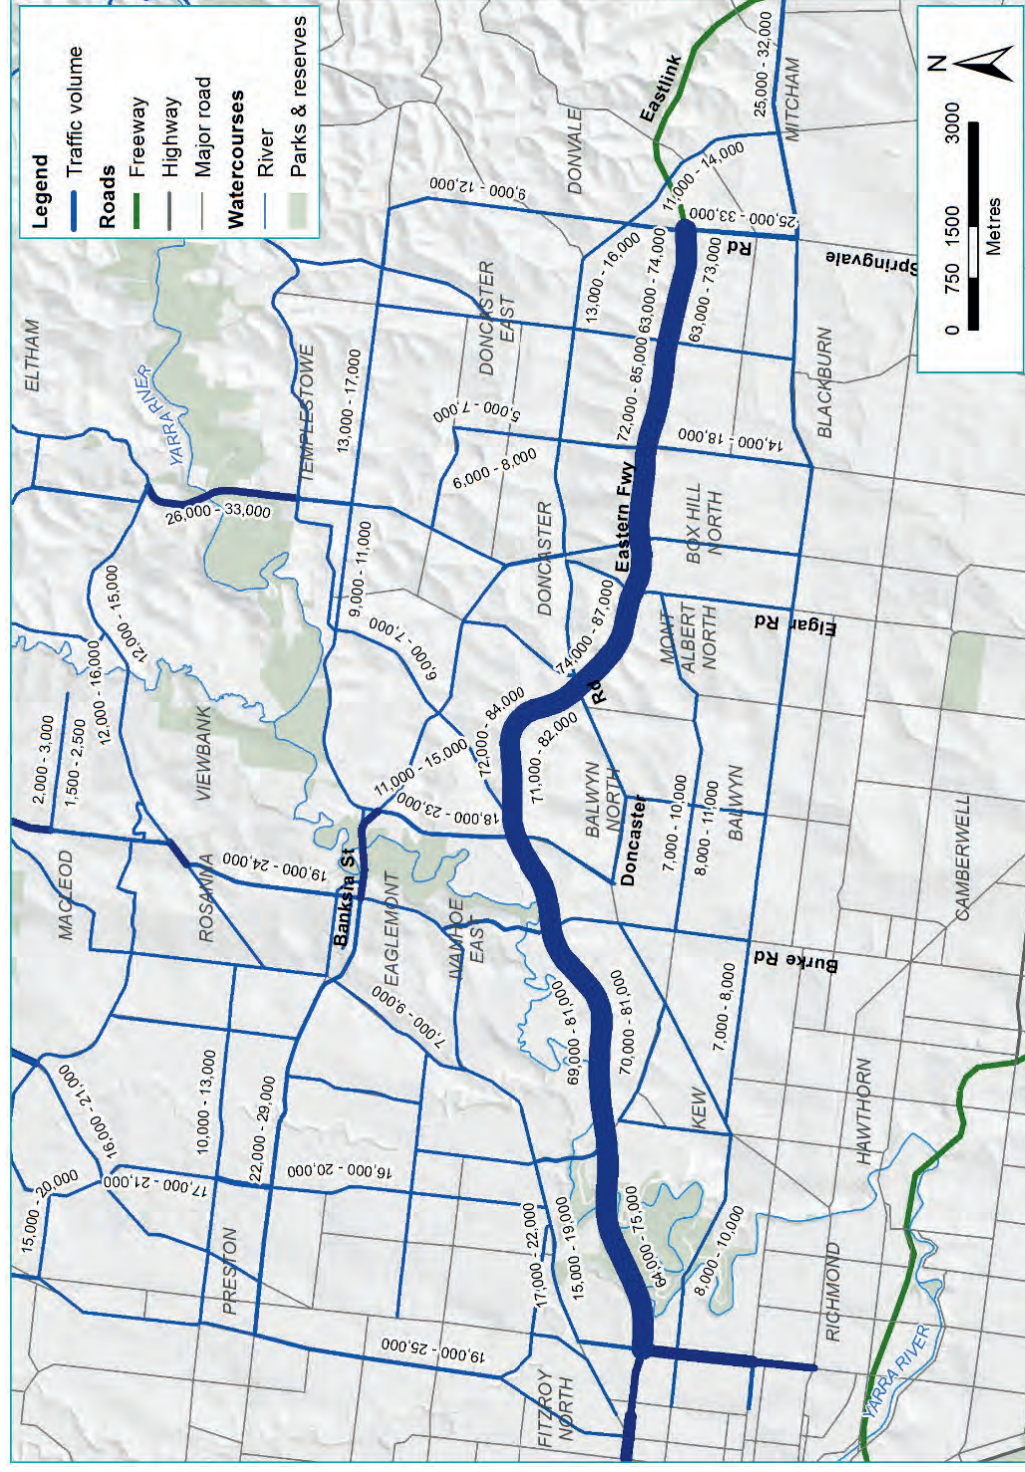 Legend
Traffic volume
Roads
Freeway
Highway
Major road
Watercourses
River
Parks & reserves
N
0 750 1500 3000
Metres
ELTHAM
YARRA RIVER
TEMPLESTOWE
26,000 - 33,000
13,000 - 17,000
9,000 - 11,000
12,000 - 15,000
12,000 - 16,000
2,000 - 3,000
1,500 - 2,500
VIEWBANK
MACLEOD
ROSANNA
19,000 - 24,000
Banksia St
EAGLEMONT
IVANHOE
EAST
7,000 - 9,000
10,000 - 13,000
22,000 - 29,000
16,000 - 21,000
17,000 - 21,000
15,000 - 20,000
16,000 - 20,000
PRESTON
19,000 - 25,000
17,000 - 22,000
15,000 - 19,000
FITZROY
NORTH
64,000 - 75,000
8,000 - 10,000
RICHMOND
YARRA RIVER
HAWTHORN
KEW
7,000 - 8,000
69,000 - 81,000
70,000 - 81,000
Burke Rd
CAMBERWELL
BALWYN
8,000 - 11,000
7,000 - 10,000
BALWYN
NORTH
Doncaster
Rd
71,000 - 82,000
72,000 - 84,000
18,000 - 23,000
11,000 - 15,000
6,000 - 7,000
74,000 - 87,000
DONCASTER
Eastern Fwy
MONT
ALBERT
NORTH
Elgar Rd
BOX HILL
NORTH
6,000 - 8,000
5,000 - 7,000
DONCASTER
EAST
72,000 - 85,000
14,000 - 18,000
BLACKBURN
13,000 - 16,000
63,000 - 74,000
63,000 - 73,000
Springvale
Rd
25,000 - 33,000
9,000 - 12,000
11,000 - 14,000
DONVALE
Eastlink
25,000 - 32,000
MITCHAM